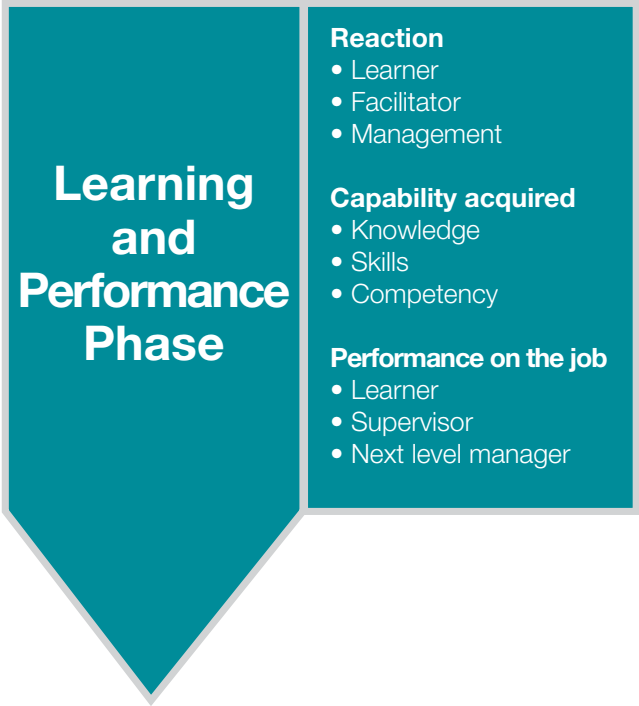 Learning
and
Performance
Phase
Reaction
• Learner
• Facilitator
• Management
Capability acquired
• Knowledge
• Skills
• Competency
Performance on the job
• Learner
• Supervisor
• Next level manager